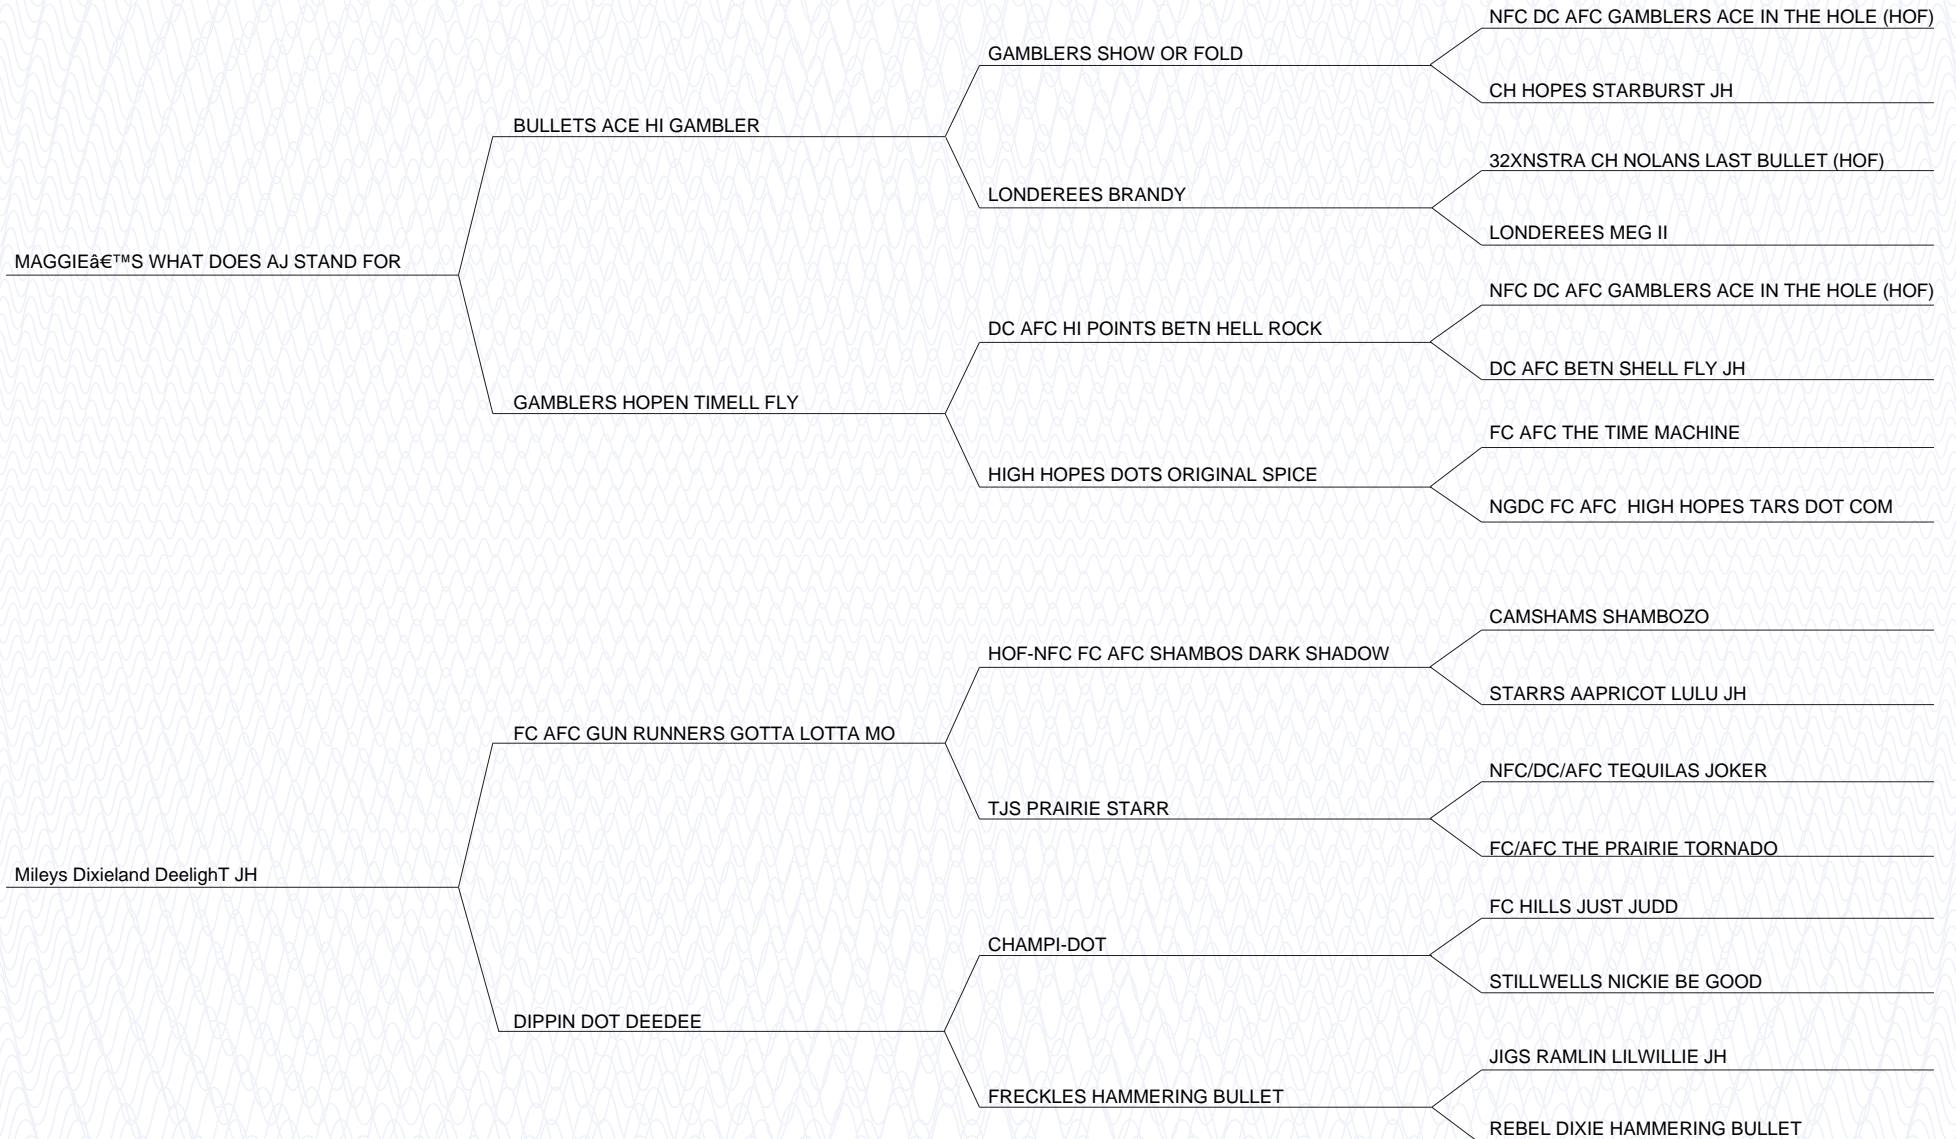 NFC DC AFC GAMBLERS ACE IN THE HOLE (HOF)
GAMBLERS SHOW OR FOLD
CH HOPES STARBURST JH
BULLETS ACE HI GAMBLER
32XNSTRA CH NOLANS LAST BULLET (HOF)
LONDEREES BRANDY
LONDEREES MEG II
MAGGIEâ€™S WHAT DOES AJ STAND FOR
NFC DC AFC GAMBLERS ACE IN THE HOLE (HOF)
DC AFC HI POINTS BETN HELL ROCK
DC AFC BETN SHELL FLY JH
GAMBLERS HOPEN TIMELL FLY
FC AFC THE TIME MACHINE
HIGH HOPES DOTS ORIGINAL SPICE
NGDC FC AFC  HIGH HOPES TARS DOT COM
CAMSHAMS SHAMBOZO
HOF-NFC FC AFC SHAMBOS DARK SHADOW
STARRS AAPRICOT LULU JH
FC AFC GUN RUNNERS GOTTA LOTTA MO
NFC/DC/AFC TEQUILAS JOKER
TJS PRAIRIE STARR
FC/AFC THE PRAIRIE TORNADO
Mileys Dixieland DeelighT JH
FC HILLS JUST JUDD
CHAMPI-DOT
STILLWELLS NICKIE BE GOOD
DIPPIN DOT DEEDEE
JIGS RAMLIN LILWILLIE JH
FRECKLES HAMMERING BULLET
REBEL DIXIE HAMMERING BULLET